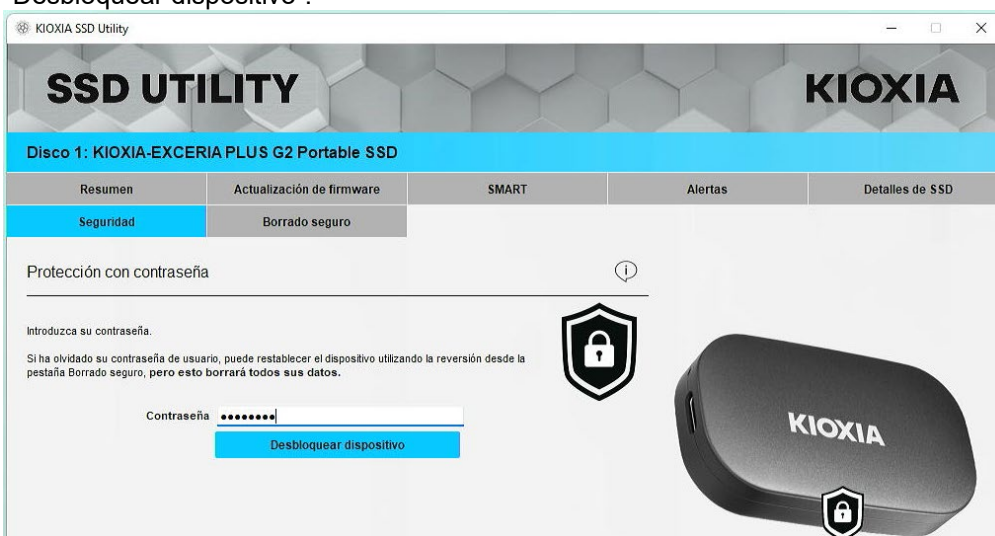 "Desbloquear dispositivo".
KIOXIA SSD Utility
SSD UTILITY
KIOXIA
Disco 1: KIOXIA-EXCERIA PLUS G2 Portable SSD
Resumen
Actualización de firmware
SMART
Alertas
Detalles de SSD
Seguridad
Borrado seguro
Protección con contraseña
Introduzca su contraseña.
Si ha olvidado su contraseña de usuario, puede restablecer el dispositivo utilizando la reversión desde la
pestaña Borrado seguro, pero esto borrará todos sus datos.
Contraseña ••••••••
Desbloquear dispositivo
KIOXIA